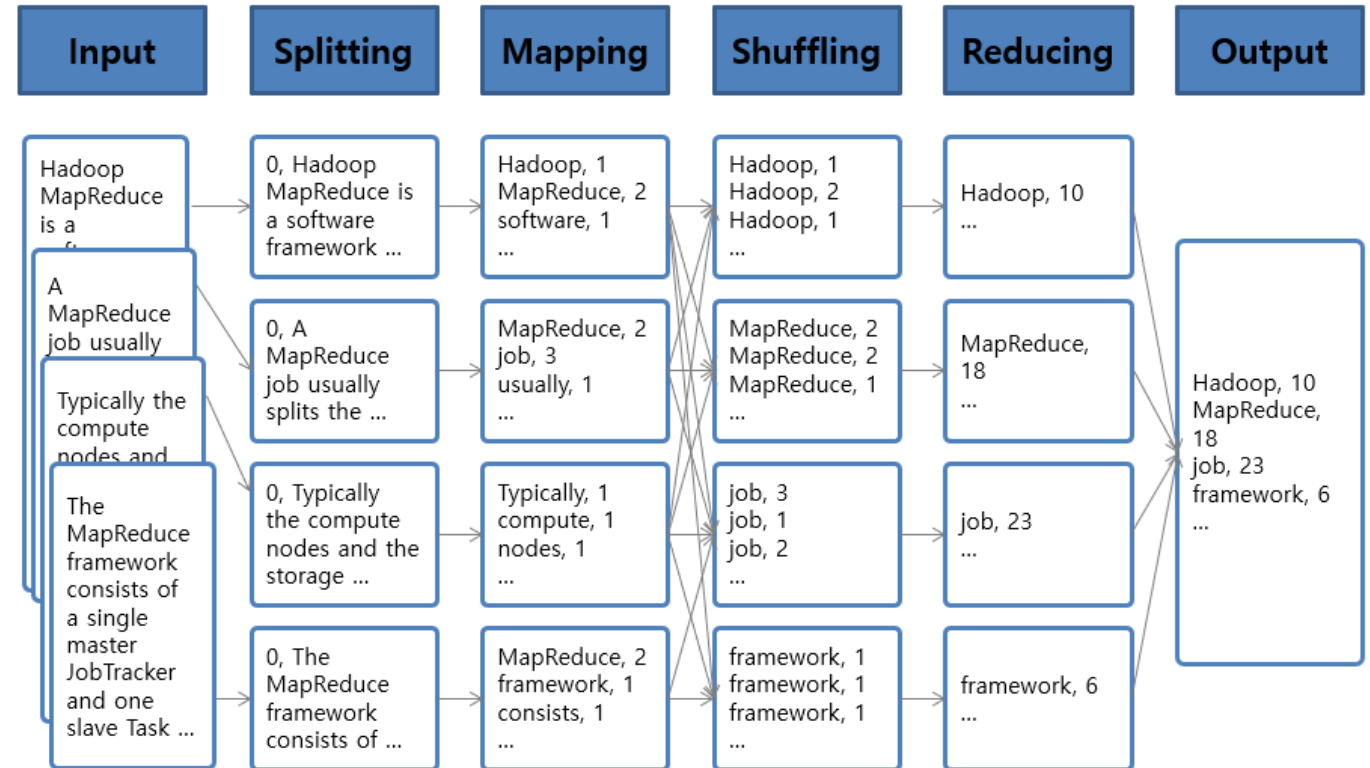 Input
Splitting
Mapping
Shuffling
Reducing
Output
Hadoop
MapReduce
is a
A
MapReduce
job usually
Typically the
compute
nodes and
The
MapReduce
framework
consists of
a single
master
JobTracker
and one
slave Task ...
0, Hadoop
MapReduce is
a software
framework ...
0, A
MapReduce
job usually
splits the ...
0, Typically
the compute
nodes and the
storage ...
0, The
MapReduce
framework
consists of ...
Hadoop, 1
MapReduce, 2
software, 1
...
MapReduce, 2
job, 3
usually, 1
...
Typically, 1
compute, 1
nodes, 1
...
MapReduce, 2
framework, 1
consists, 1
...
Hadoop, 1
Hadoop, 2
Hadoop, 1
...
MapReduce, 2
MapReduce, 2
MapReduce, 1
...
job, 3
job, 1
job, 2
...
framework, 1
framework, 1
framework, 1
...
Hadoop, 10
...
MapReduce,
18
...
job, 23
...
framework, 6
...
Hadoop, 10
MapReduce,
18
job, 23
framework, 6
...